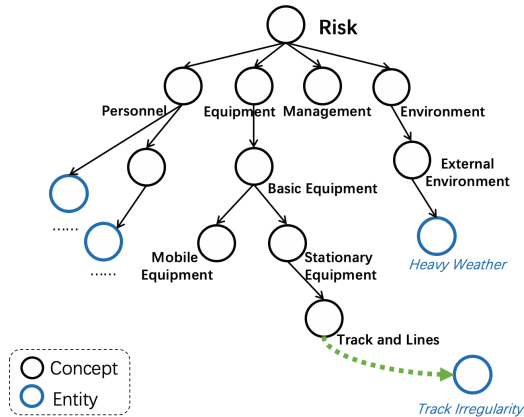 Risk
Personnel
Equipment
Management
Environment
Basic Equipment
External
Environment
......
......
Mobile
Equipment
Stationary
Equipment
Heavy Weather
Track and Lines
Concept
Entity
Track Irregularity